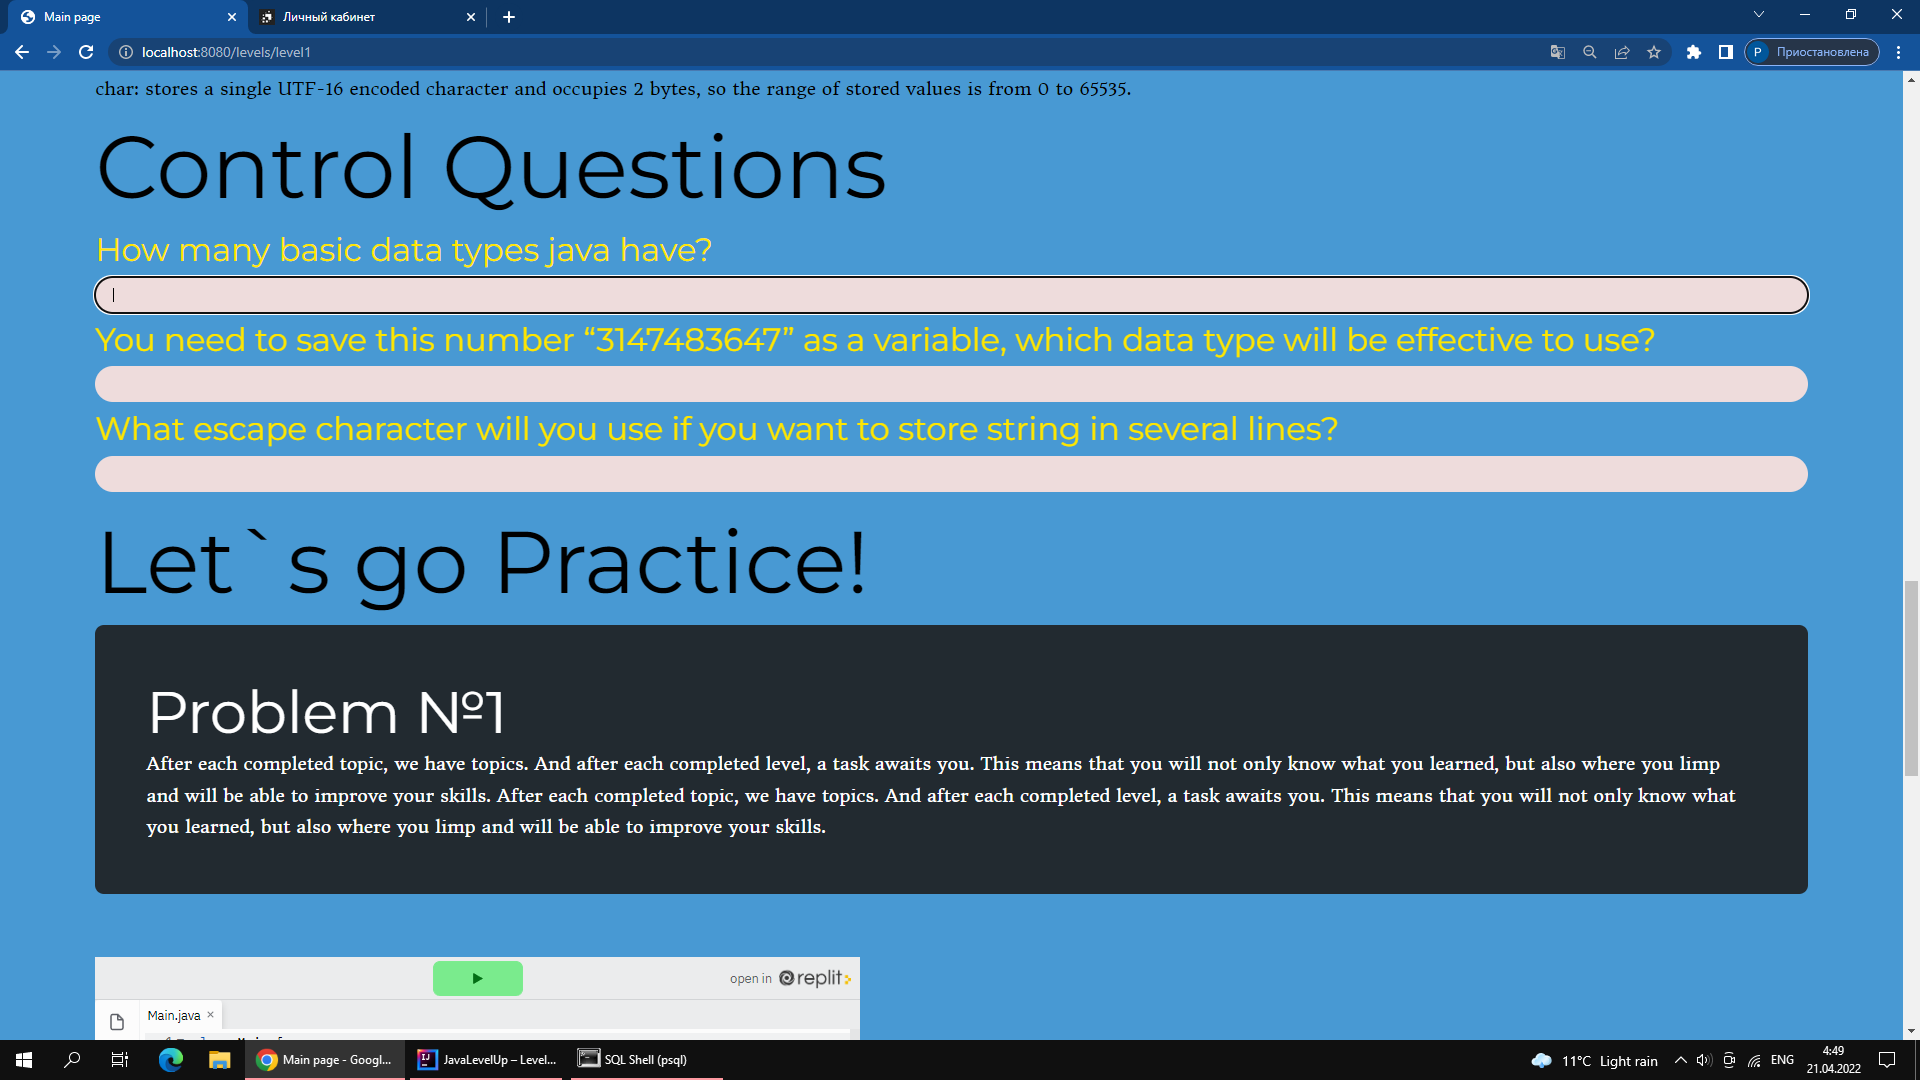 Main page
Личный кабинет
localhost:8080/levels/level1
P Приостановлена
char: stores a single UTF-16 encoded character and occupies 2 bytes, so the range of stored values is from 0 to 65535.
Control Questions
How many basic data types java have?
You need to save this number “3147483647” as a variable, which data type will be effective to use?
What escape character will you use if you want to store string in several lines?
Let`s go Practice!
Problem №1
After each completed topic, we have topics. And after each completed level, a task awaits you. This means that you will not only know what you learned, but also where you limp
and will be able to improve your skills. After each completed topic, we have topics. And after each completed level, a task awaits you. This means that you will not only know what
you learned, but also where you limp and will be able to improve your skills.
open in replit
Main.java
Main page - Googl...
JavaLevelUp – Level...
SQL Shell (psql)
11°C Light rain
ENG
4:49
21.04.2022